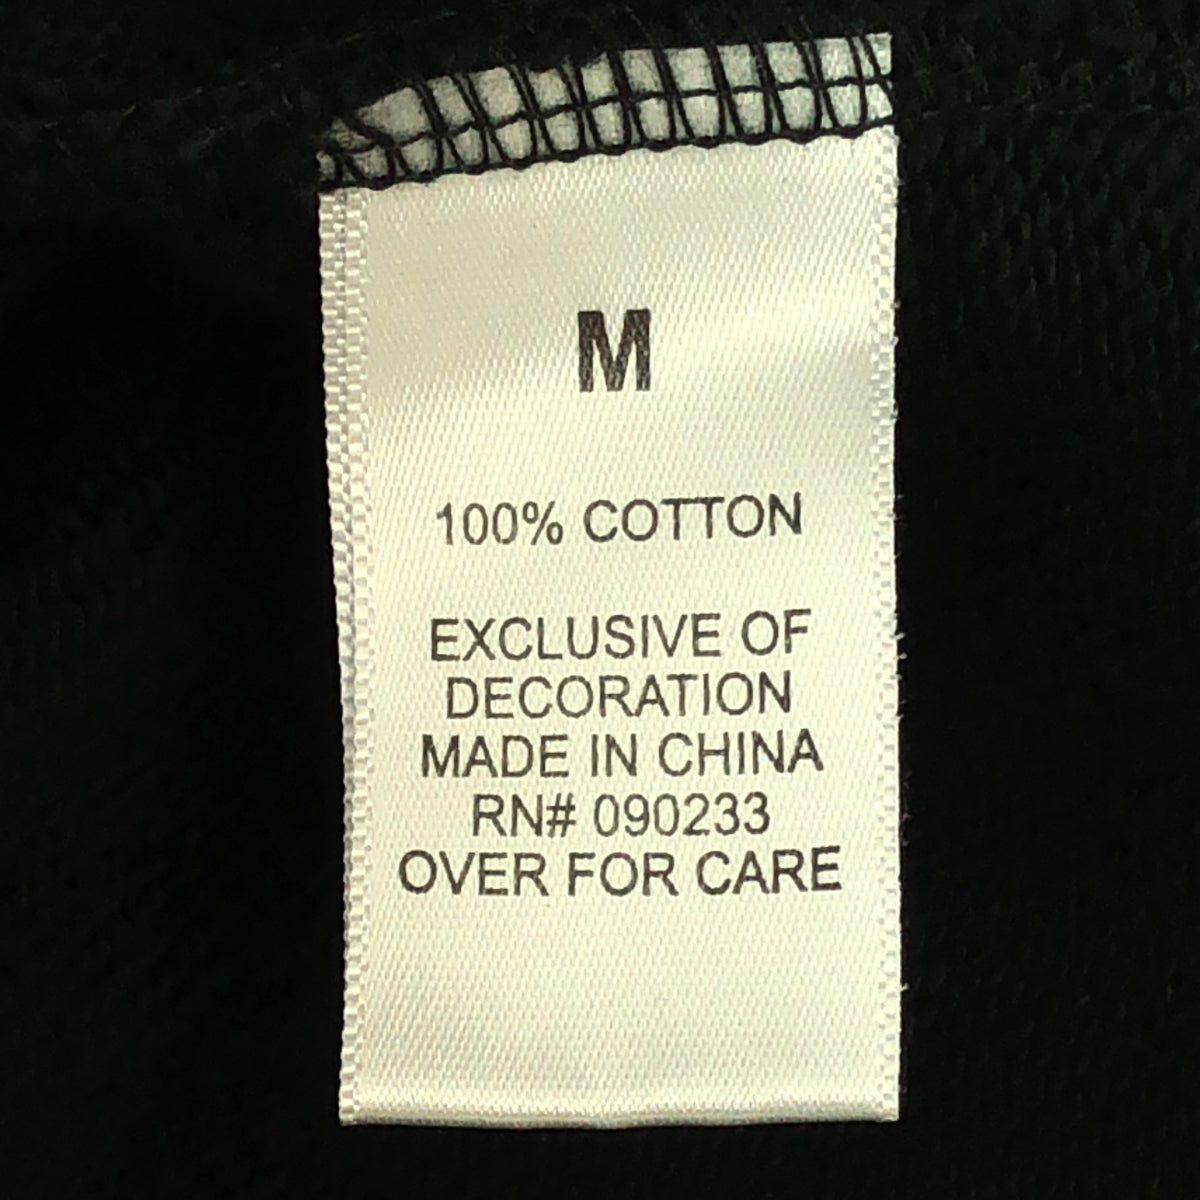 M
100% COTTON
EXCLUSIVE OF
DECORATION
MADE IN CHINA
RN# 090233
OVER FOR CARE